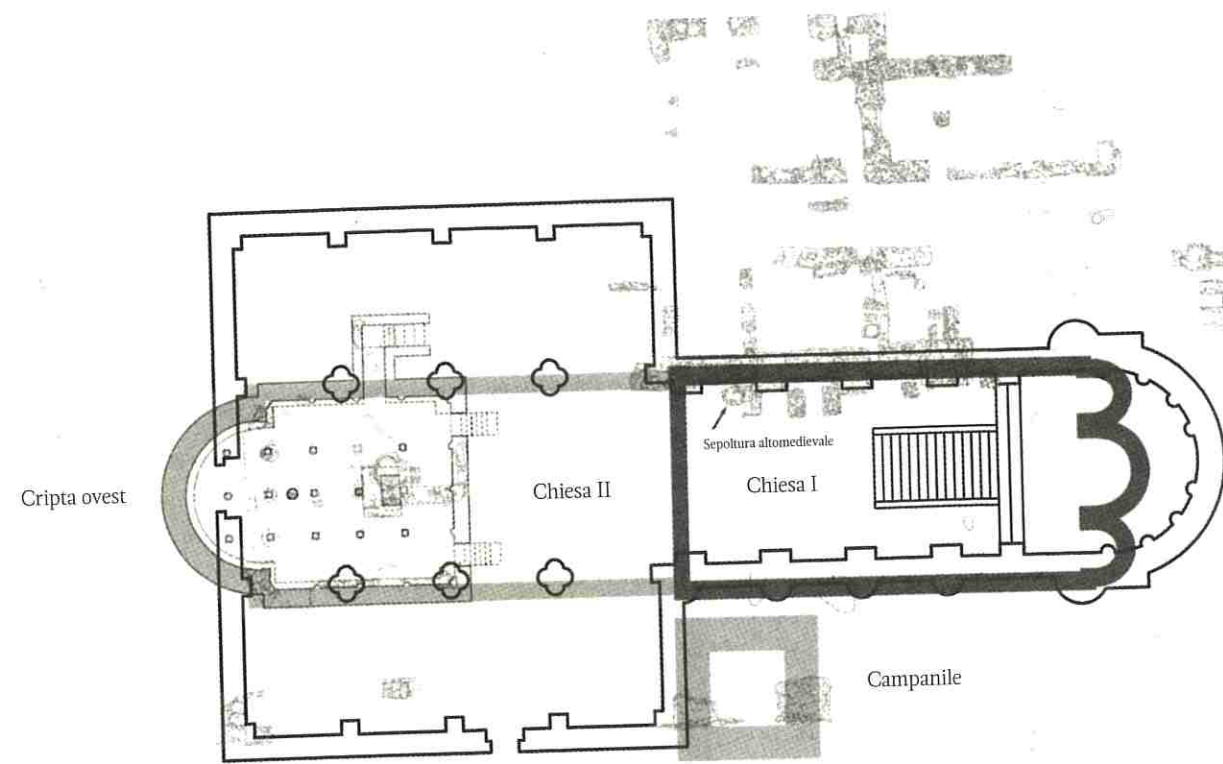 Sepoltura altomedievale
Cripta ovest
Chiesa II
Chiesa I
Campanile